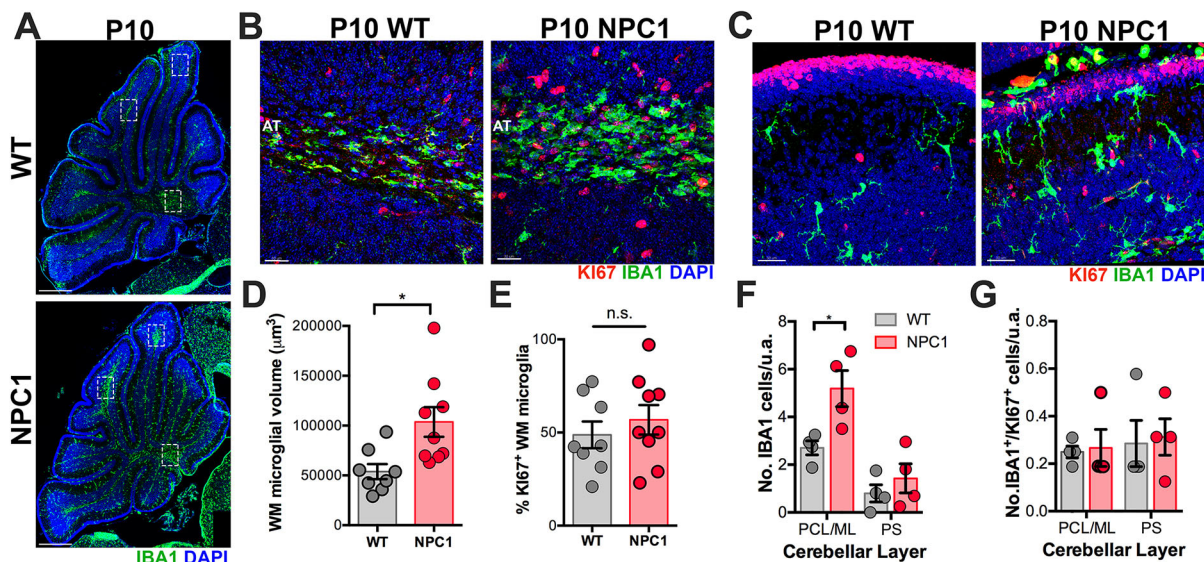 A
P10
WT
NPC1
IBA1 DAPI
B
P10 WT
P10 NPC1
AT
AT
KI67 IBA1 DAPI
C
P10 WT
P10 NPC1
KI67 IBA1 DAPI
D
*
WM microglial volume (μm³)
200000
150000
100000
50000
0
WT
NPC1
E
n.s.
% KI67⁺ WM microglia
100
50
0
WT
NPC1
F
WT
NPC1
*
No. IBA1 cells/u.a.
8
6
4
2
0
PCL/ML
PS
Cerebellar Layer
G
No.IBA1⁺/KI67⁺ cells/u.a.
0.8
0.6
0.4
0.2
0.0
PCL/ML
PS
Cerebellar Layer